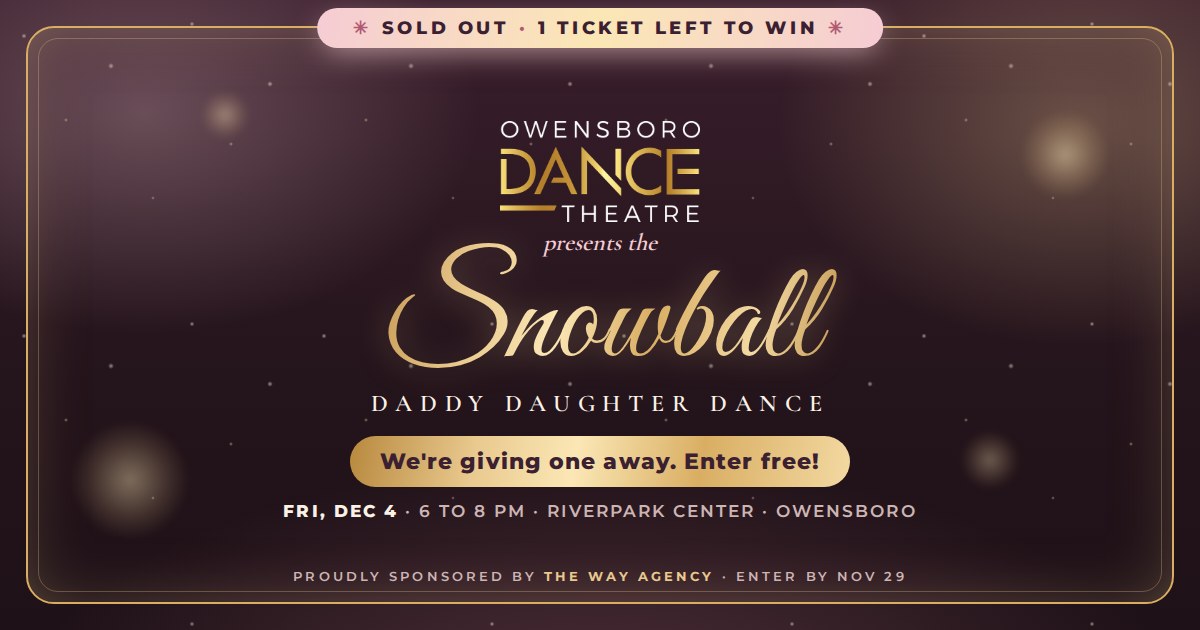 ✳ SOLD OUT · 1 TICKET LEFT TO WIN ✳
OWENSBORO
DANCE
THEATRE
presents the
Snowball
DADDY DAUGHTER DANCE
We're giving one away. Enter free!
FRI, DEC 4 · 6 TO 8 PM · RIVERPARK CENTER · OWENSBORO
PROUDLY SPONSORED BY THE WAY AGENCY · ENTER BY NOV 29